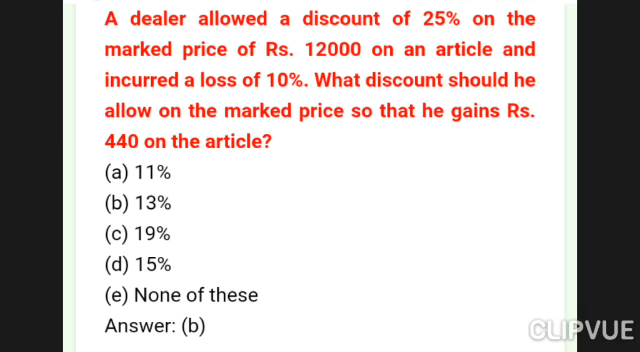 A dealer allowed a discount of 25% on the
marked price of Rs. 12000 on an article and
incurred a loss of 10%. What discount should he
allow on the marked price so that he gains Rs.
440 on the article?
(a) 11%
(b) 13%
(c) 19%
(d) 15%
(e) None of these
Answer: (b)
CLIPVUE